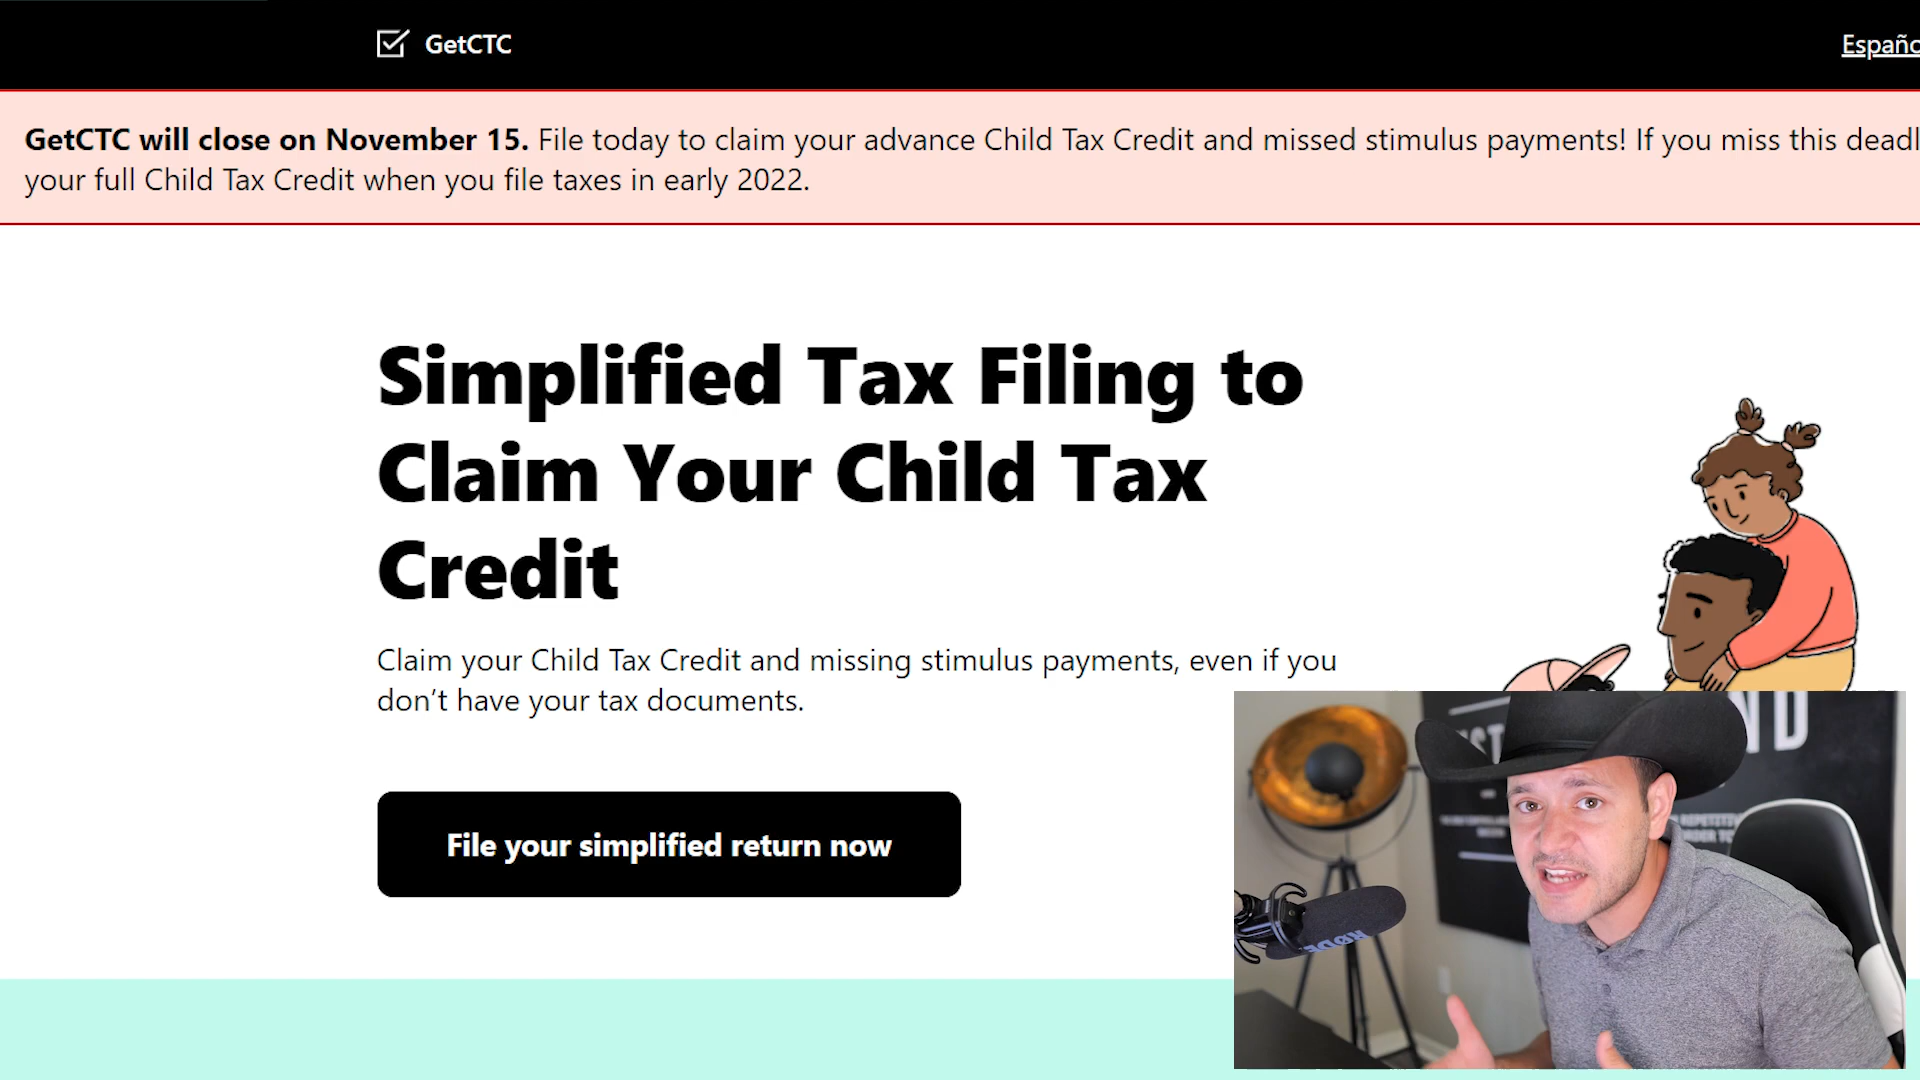 GetCTC
Españo
GetCTC will close on November 15. File today to claim your advance Child Tax Credit and missed stimulus payments! If you miss this deadl
your full Child Tax Credit when you file taxes in early 2022.
Simplified Tax Filing to
Claim Your Child Tax
Credit
Claim your Child Tax Credit and missing stimulus payments, even if you
don’t have your tax documents.
File your simplified return now
RØDE